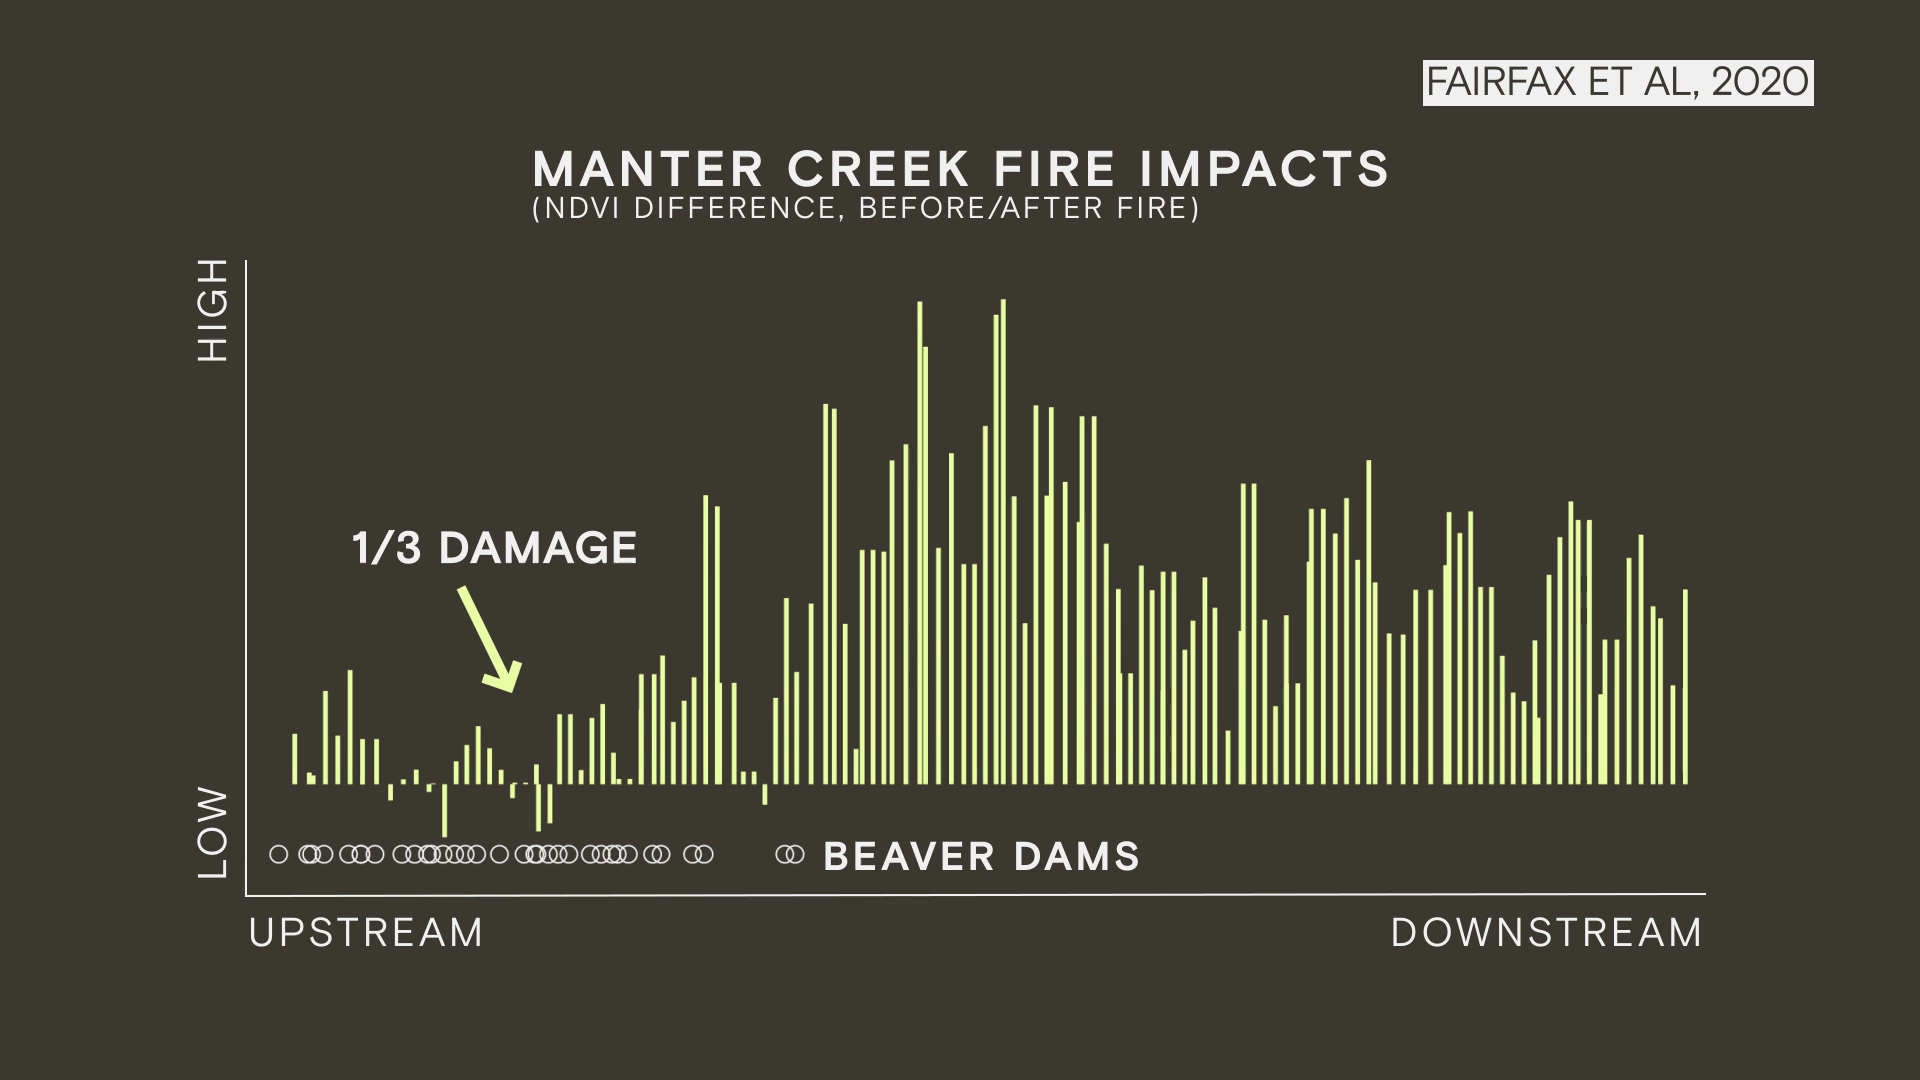 FAIRFAX ET AL, 2020
MANTER CREEK FIRE IMPACTS
(NDVI DIFFERENCE, BEFORE/AFTER FIRE)
HIGH
1/3 DAMAGE
LOW
BEAVER DAMS
UPSTREAM
DOWNSTREAM